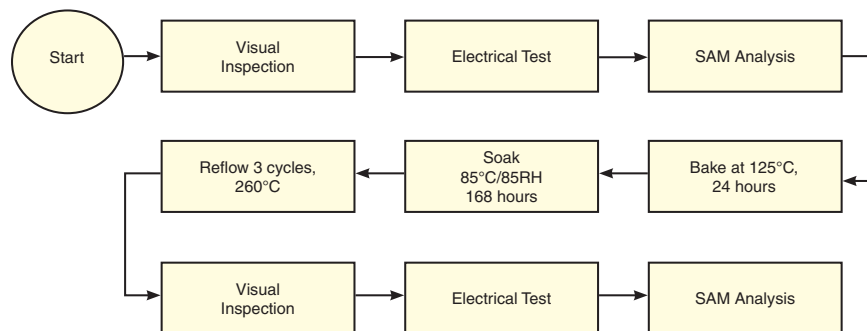 Start
Visual
Inspection
Electrical Test
SAM Analysis
Bake at 125°C,
24 hours
Soak
85°C/85RH
168 hours
Reflow 3 cycles,
260°C
Visual
Inspection
Electrical Test
SAM Analysis